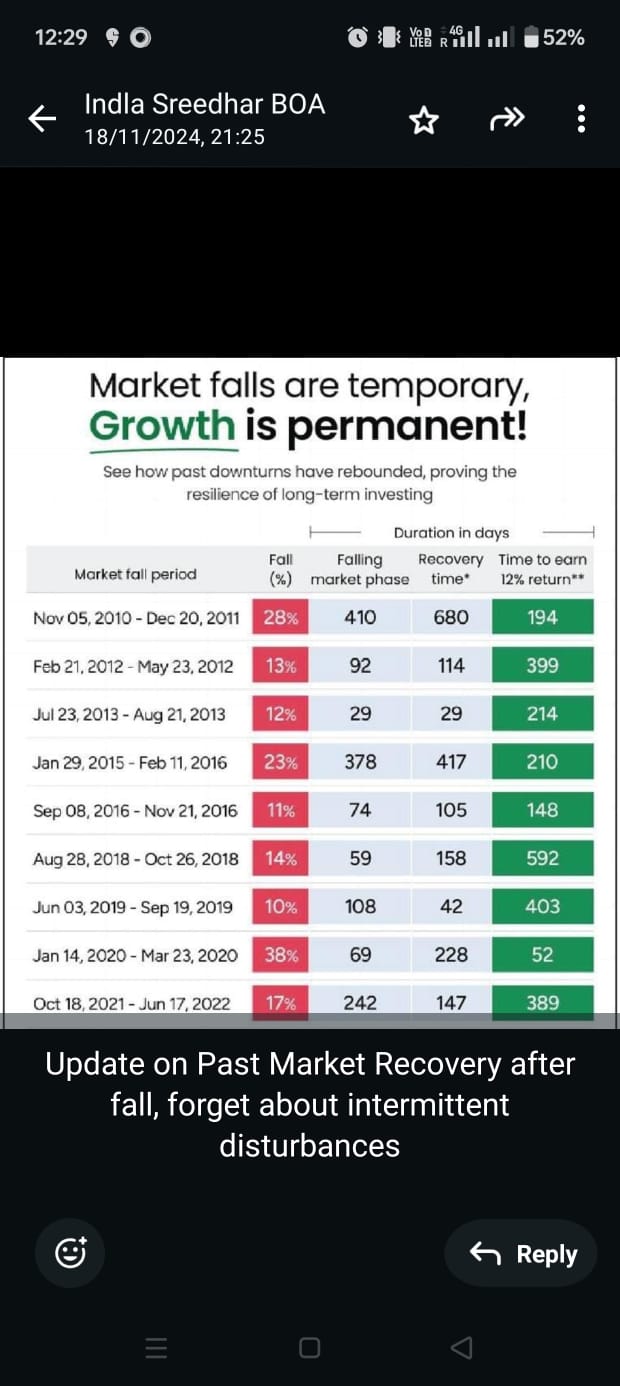 12:29 Vo D LTE D R 4G 52%
Indla Sreedhar BOA
18/11/2024, 21:25
Market falls are temporary,
Growth is permanent!
See how past downturns have rebounded, proving the
resilience of long-term investing
Duration in days
Market fall period Fall (%) Falling market phase Recovery time* Time to earn 12% return**
Nov 05, 2010 - Dec 20, 2011 28% 410 680 194
Feb 21, 2012 - May 23, 2012 13% 92 114 399
Jul 23, 2013 - Aug 21, 2013 12% 29 29 214
Jan 29, 2015 - Feb 11, 2016 23% 378 417 210
Sep 08, 2016 - Nov 21, 2016 11% 74 105 148
Aug 28, 2018 - Oct 26, 2018 14% 59 158 592
Jun 03, 2019 - Sep 19, 2019 10% 108 42 403
Jan 14, 2020 - Mar 23, 2020 38% 69 228 52
Oct 18, 2021 - Jun 17, 2022 17% 242 147 389
Update on Past Market Recovery after
fall, forget about intermittent
disturbances
Reply